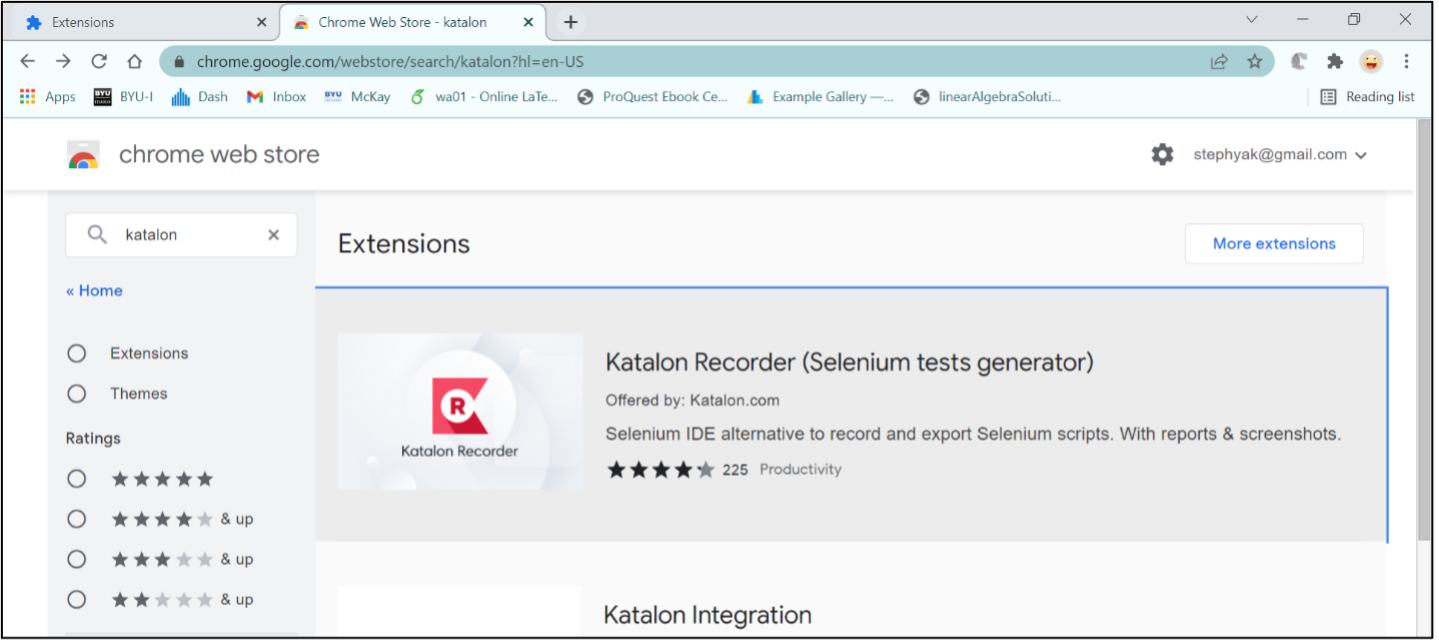 Extensions
Chrome Web Store - katalon
chrome.google.com/webstore/search/katalon?hl=en-US
Apps BYU-I Dash Inbox McKay wa01 - Online LaTe... ProQuest Ebook Ce... Example Gallery —... linearAlgebraSoluti... Reading list
chrome web store
stephyak@gmail.com
katalon
Extensions
More extensions
« Home
Extensions
Themes
Ratings
& up
& up
& up
R
Katalon Recorder
Katalon Recorder (Selenium tests generator)
Offered by: Katalon.com
Selenium IDE alternative to record and export Selenium scripts. With reports & screenshots.
225 Productivity
Katalon Integration